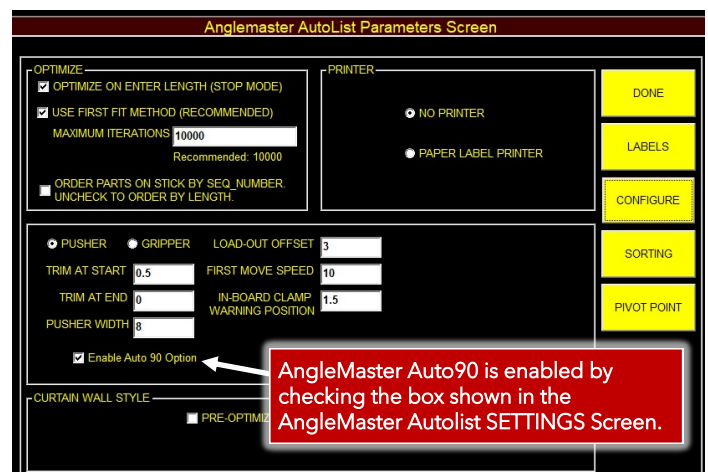 Anglemaster AutoList Parameters Screen
OPTIMIZE
OPTIMIZE ON ENTER LENGTH (STOP MODE)
USE FIRST FIT METHOD (RECOMMENDED)
MAXIMUM ITERATIONS 10000
Recommended: 10000
ORDER PARTS ON STICK BY SEQ_NUMBER.
UNCHECK TO ORDER BY LENGTH.
PRINTER
NO PRINTER
PAPER LABEL PRINTER
DONE
LABELS
CONFIGURE
SORTING
PIVOT POINT
PUSHER GRIPPER LOAD-OUT OFFSET 3
TRIM AT START 0.5 FIRST MOVE SPEED 10
TRIM AT END 0 IN-BOARD CLAMP
WARNING POSITION 1.5
PUSHER WIDTH 8
Enable Auto 90 Option
AngleMaster Auto90 is enabled by
checking the box shown in the
AngleMaster Autolist SETTINGS Screen.
CURTAIN WALL STYLE